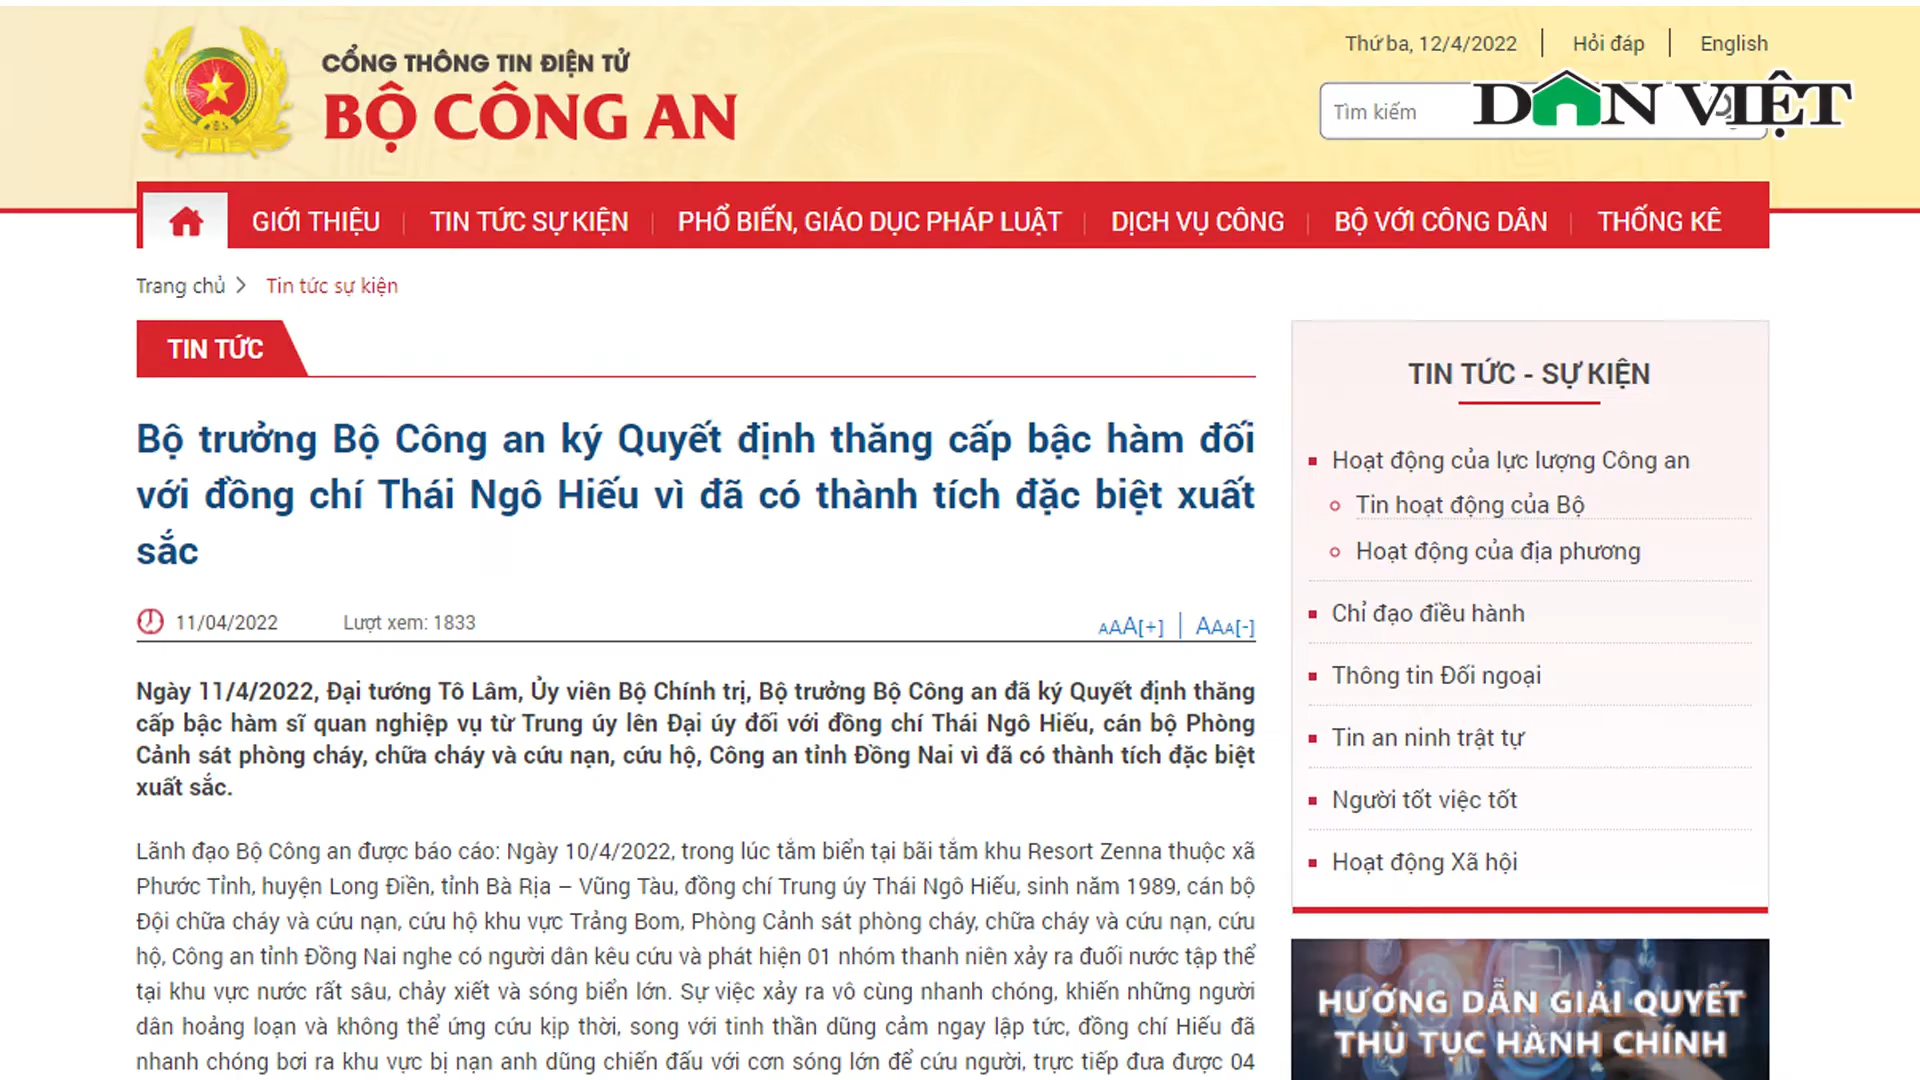 CỔNG THÔNG TIN ĐIỆN TỬ
BỘ CÔNG AN
Thứ ba, 12/4/2022
Hỏi đáp
English
Tìm kiếm
DÂN VIỆT
GIỚI THIỆU
TIN TỨC SỰ KIỆN
PHỔ BIẾN, GIÁO DỤC PHÁP LUẬT
DỊCH VỤ CÔNG
BỘ VỚI CÔNG DÂN
THỐNG KÊ
Trang chủ
Tin tức sự kiện
TIN TỨC
Bộ trưởng Bộ Công an ký Quyết định thăng cấp bậc hàm đối
với đồng chí Thái Ngô Hiếu vì đã có thành tích đặc biệt xuất
sắc
11/04/2022
Lượt xem: 1833
AAA[+]
AAA[-]
Ngày 11/4/2022, Đại tướng Tô Lâm, Ủy viên Bộ Chính trị, Bộ trưởng Bộ Công an đã ký Quyết định thăng
cấp bậc hàm sĩ quan nghiệp vụ từ Trung úy lên Đại úy đối với đồng chí Thái Ngô Hiếu, cán bộ Phòng
Cảnh sát phòng cháy, chữa cháy và cứu nạn, cứu hộ, Công an tỉnh Đồng Nai vì đã có thành tích đặc biệt
xuất sắc.
Lãnh đạo Bộ Công an được báo cáo: Ngày 10/4/2022, trong lúc tắm biển tại bãi tắm khu Resort Zenna thuộc xã
Phước Tỉnh, huyện Long Điền, tỉnh Bà Rịa – Vũng Tàu, đồng chí Trung úy Thái Ngô Hiếu, sinh năm 1989, cán bộ
Đội chữa cháy và cứu nạn, cứu hộ khu vực Trảng Bom, Phòng Cảnh sát phòng cháy, chữa cháy và cứu nạn, cứu
hộ, Công an tỉnh Đồng Nai nghe có người dân kêu cứu và phát hiện 01 nhóm thanh niên xảy ra đuối nước tập thể
tại khu vực nước rất sâu, chảy xiết và sóng biển lớn. Sự việc xảy ra vô cùng nhanh chóng, khiến những người
dân hoảng loạn và không thể ứng cứu kịp thời, song với tinh thần dũng cảm ngay lập tức, đồng chí Hiếu đã
nhanh chóng bơi ra khu vực bị nạn anh dũng chiến đấu với cơn sóng lớn để cứu người, trực tiếp đưa được 04
TIN TỨC - SỰ KIỆN
Hoạt động của lực lượng Công an
Tin hoạt động của Bộ
Hoạt động của địa phương
Chỉ đạo điều hành
Thông tin Đối ngoại
Tin an ninh trật tự
Người tốt việc tốt
Hoạt động Xã hội
HƯỚNG DẪN GIẢI QUYẾT
THỦ TỤC HÀNH CHÍNH